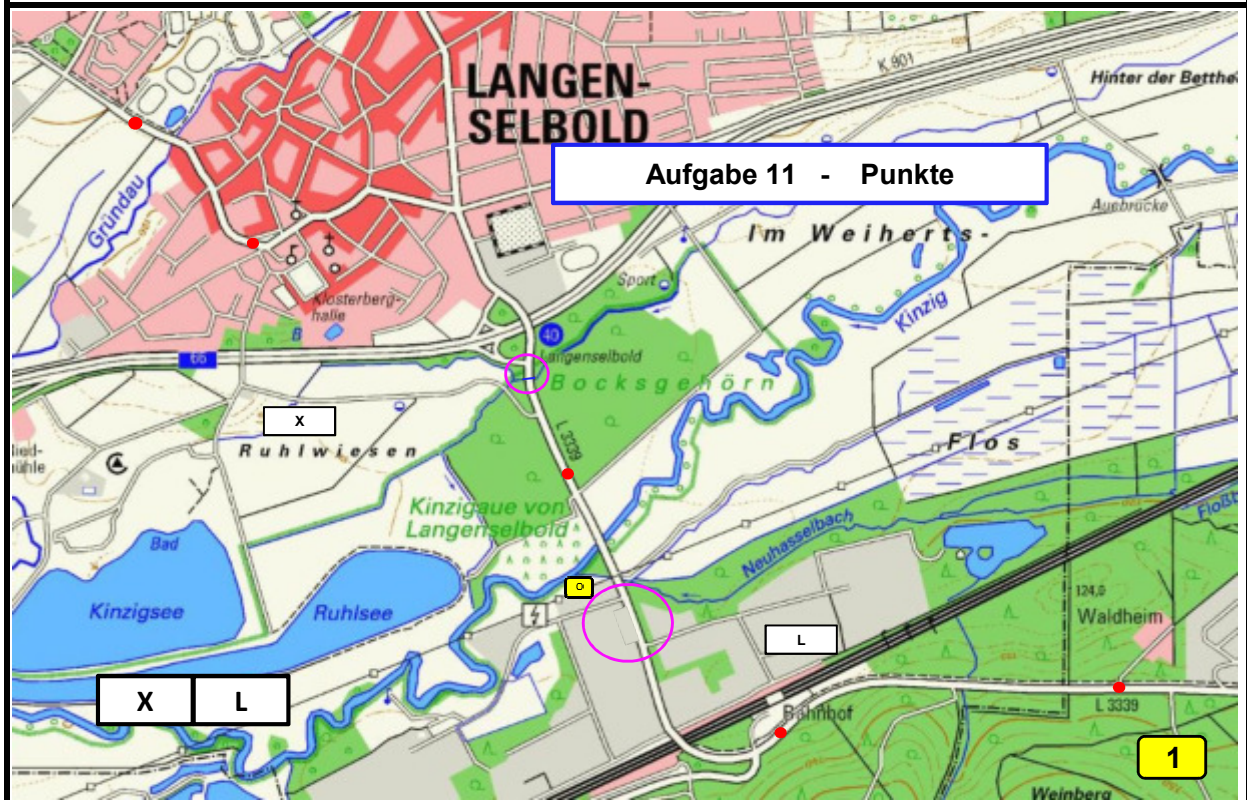 LANGEN-
SELBOLD
K 901
Hinter der Betthe
Aufgabe 11 - Punkte
Gründau
Auebrücke
Im Weiherts-
Sport
Kinzig
Klosterberg-
halle
B
66
40
Langenselbold
Bocksgehörn
X
L 3339
Ruhlwiesen
Flos
Kinzigaue von
Langenselbold
Neuhasselbach
Bad
Kinzigsee
Ruhlsee
O
124,0
Waldheim
L
X L
Bahnhof
L 3339
1
Weinberg